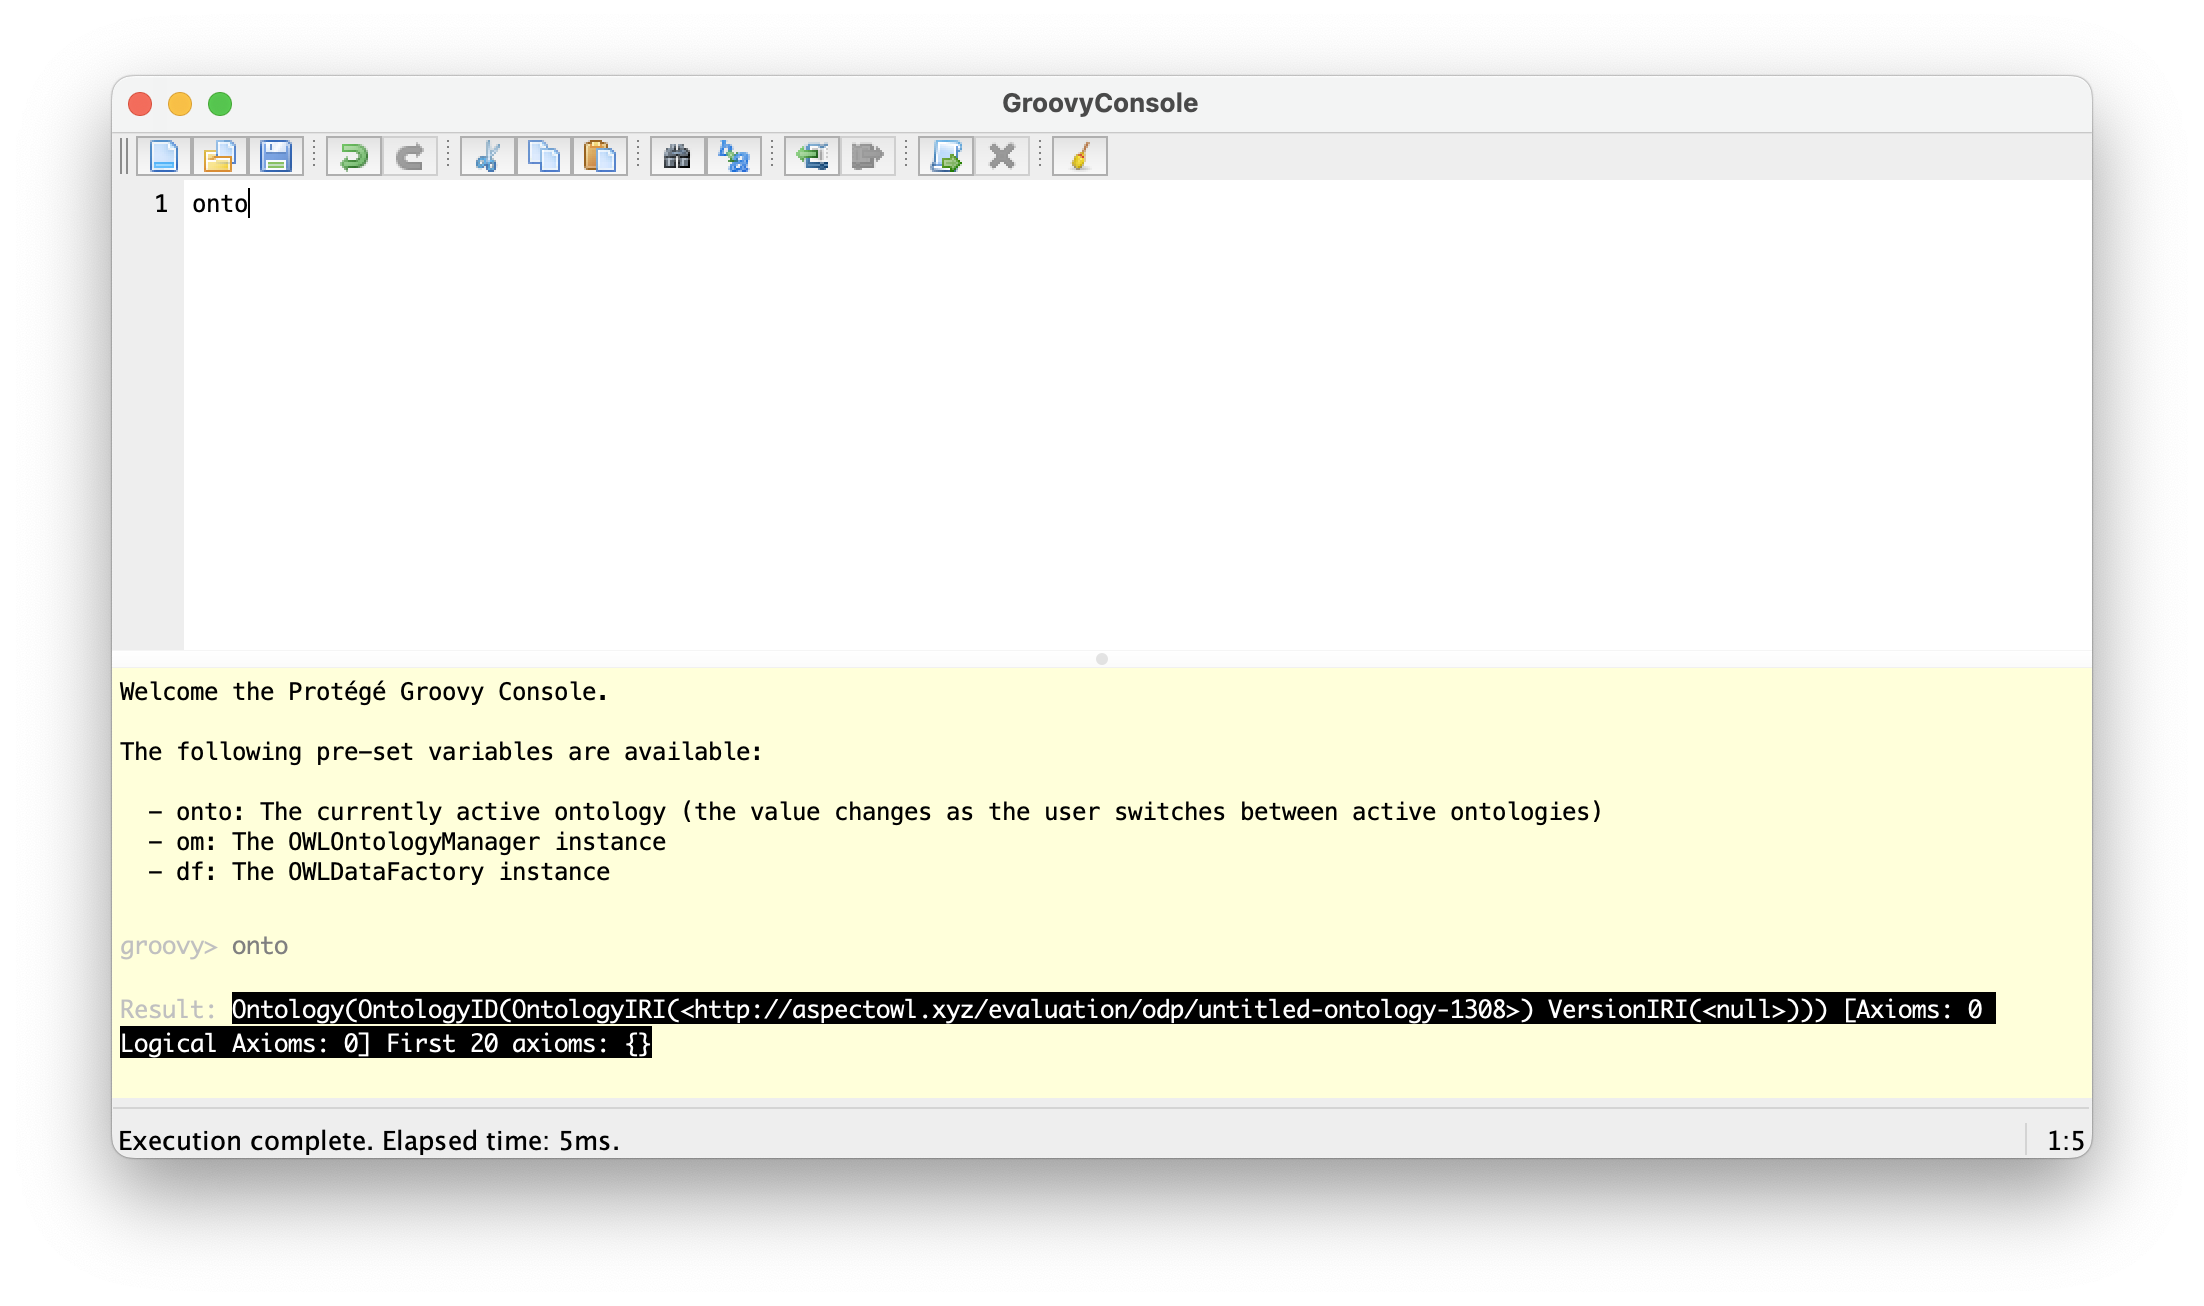 GroovyConsole
1 onto
Welcome the Protégé Groovy Console.
The following pre-set variables are available:
- onto: The currently active ontology (the value changes as the user switches between active ontologies)
- om: The OWLOntologyManager instance
- df: The OWLDataFactory instance
groovy> onto
Result: Ontology(OntologyID(OntologyIRI(<http://aspectowl.xyz/evaluation/odp/untitled-ontology-1308>) VersionIRI(<null>))) [Axioms: 0
Logical Axioms: 0] First 20 axioms: {}
Execution complete. Elapsed time: 5ms.
1:5